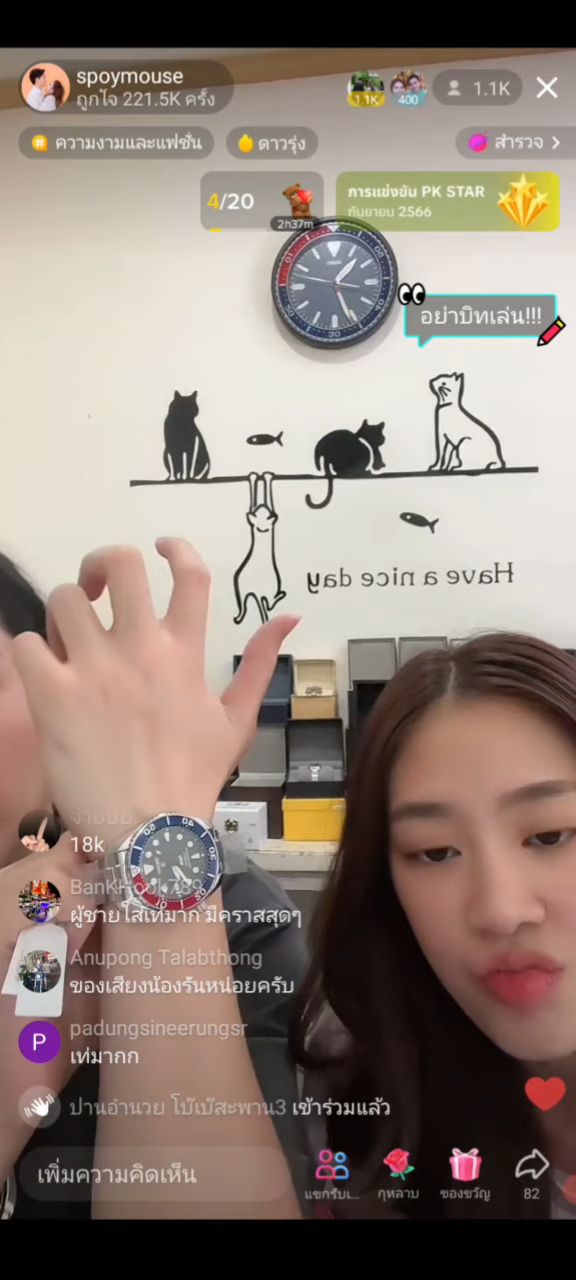 spoymouse
ถูกใจ 221.5K ครั้ง
1.1K
400
1.1K
ความงามและแฟชั่น
ดาวรุ่ง
สำรวจ
4/20
2h37m
การแข่งขัน PK STAR
กันยายน 2566
อย่าบิทเล่น!!!
Have a nice day
18k
ผู้ชายใส่เท่มาก มีคราสสุดๆ
Anupong Talabthong
ของเสียงน้องรันหน่อยครับ
padungsineerungsr
เท่มากก
ปานอำนวย โบ๊เบ๊สะพาน3 เข้าร่วมแล้ว
เพิ่มความคิดเห็น
แขกรับเ...
กุหลาบ
ของขวัญ
82